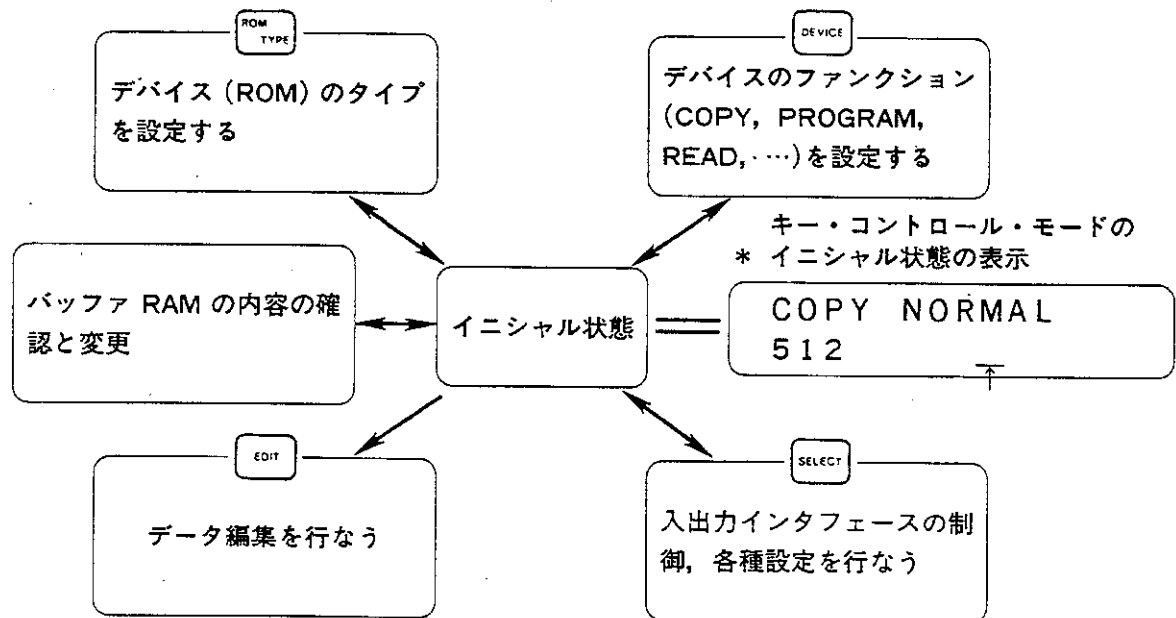 ROM
TYPE
デバイス (ROM) のタイプ
を設定する
DEVICE
デバイスのファンクション
(COPY, PROGRAM,
READ, ‥‥)を設定する
キー・コントロール・モードの
* イニシャル状態の表示
バッファ RAM の内容の確
認と変更
イニシャル状態
COPY NORMAL
512
EDIT
データ編集を行なう
SELECT
入出力インタフェースの制
御, 各種設定を行なう